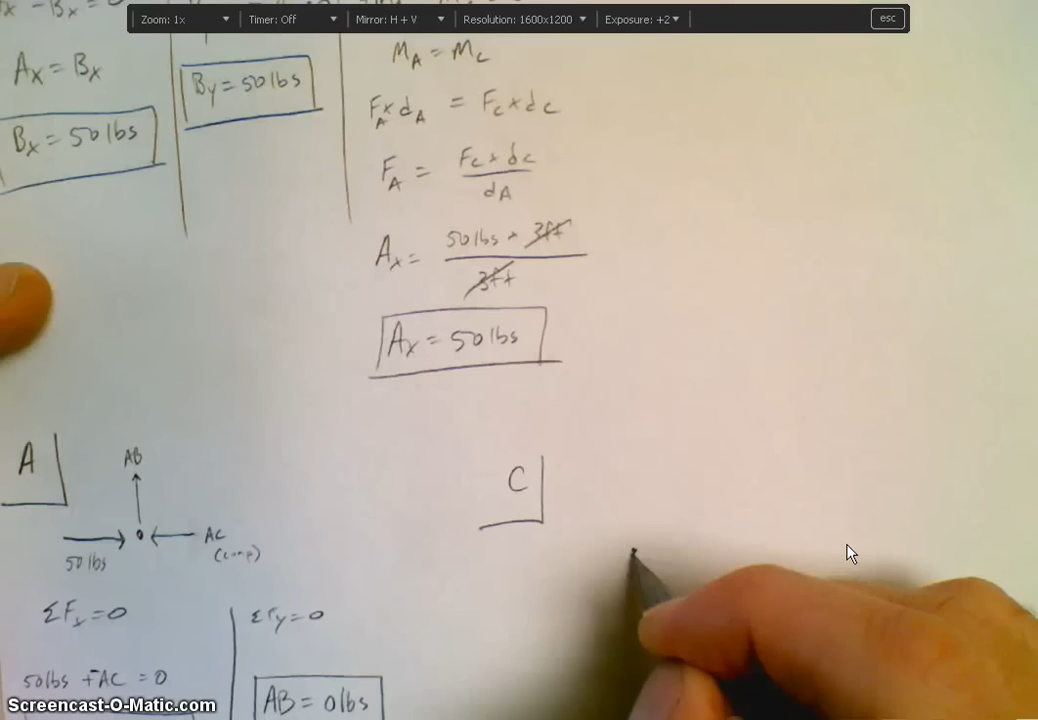 Zoom: 1x Timer: Off Mirror: H + V Resolution: 1600x1200 Exposure: +2 esc
- Bx =
Ax = Bx
Bx = 50 lbs
By = 50 lbs
MA = MC
FA x dA = FC x dC
FA = FC x dC / dA
Ax = 50 lbs x 3ft / 3ft
Ax = 50 lbs
A
AB
50 lbs
AC
(comp)
C
ΣFx = 0
50 lbs + -AC = 0
ΣFy = 0
AB = 0 lbs
Screencast-O-Matic.com